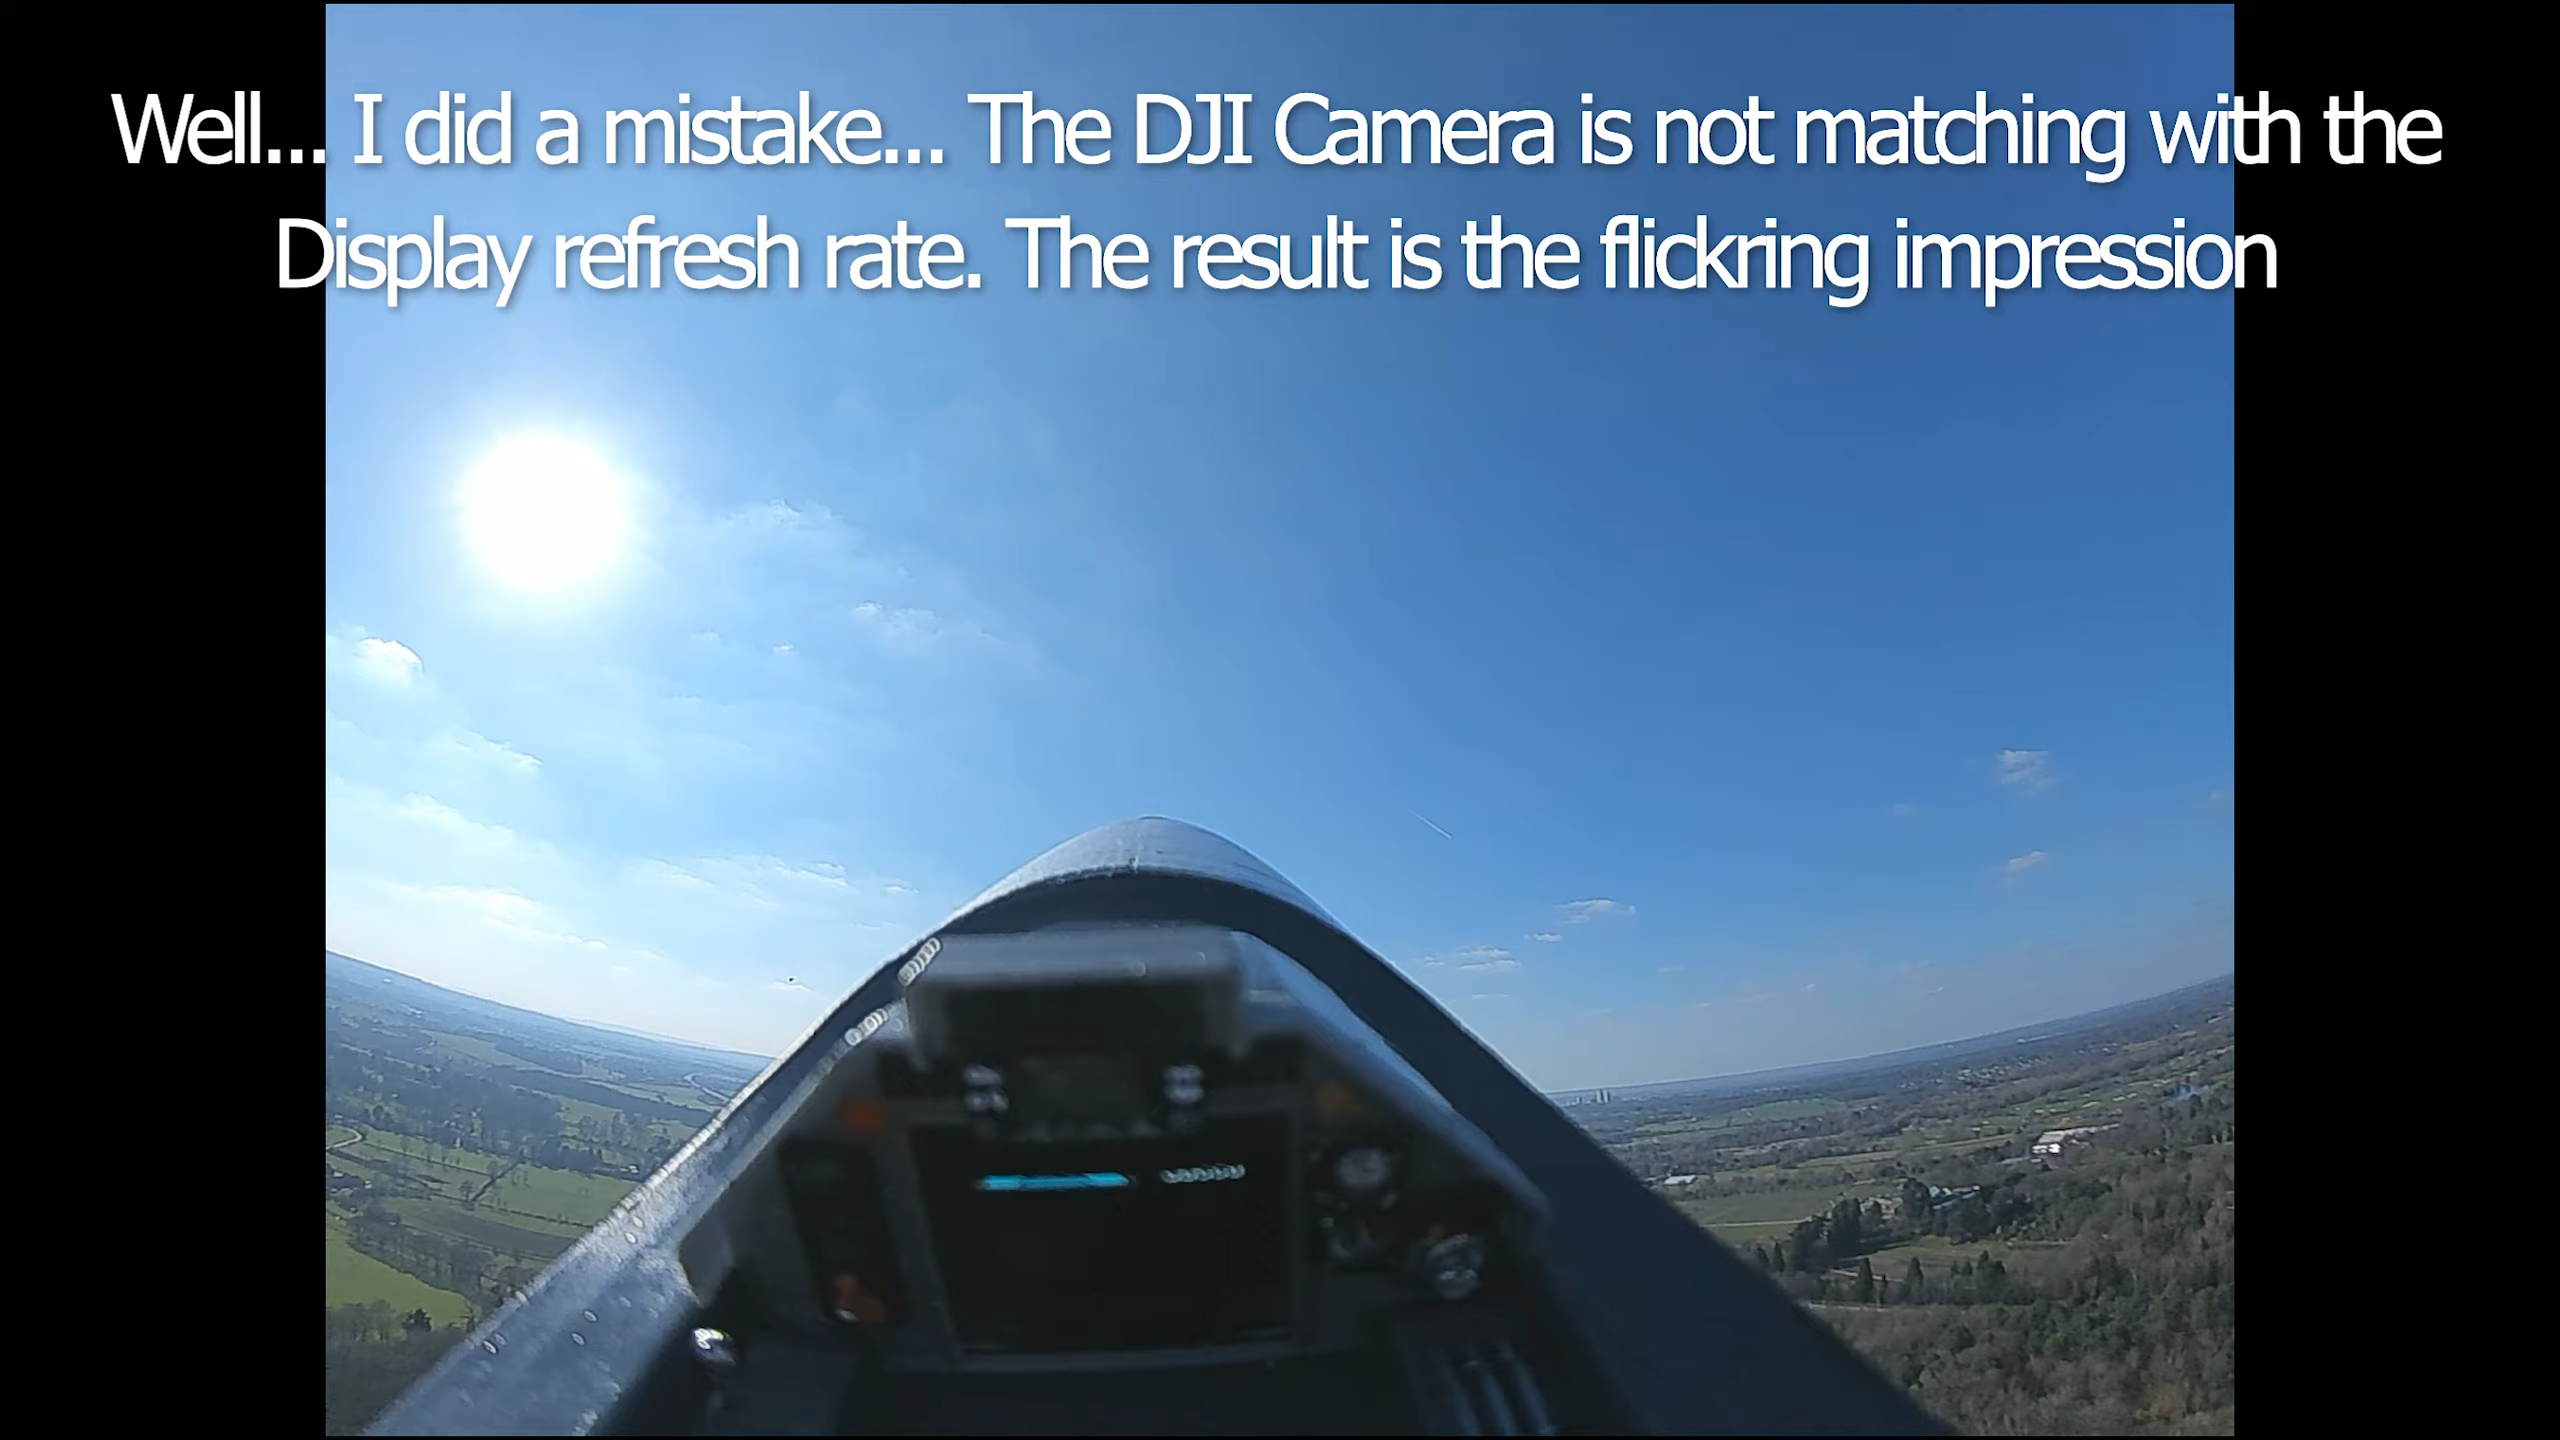 Well... I did a mistake... The DJI Camera is not matching with the
Display refresh rate. The result is the flickring impression